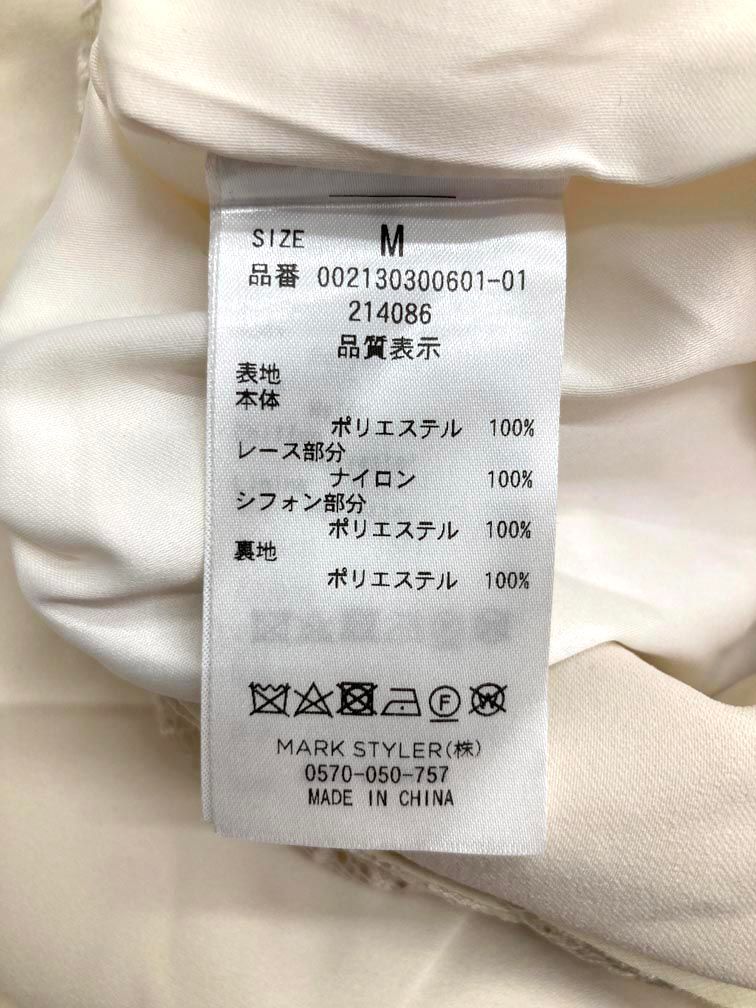 SIZE M
品番 002130300601-01
214086
品質表示
表地
本体
ポリエステル 100%
レース部分
ナイロン 100%
シフォン部分
ポリエステル 100%
裏地
ポリエステル 100%
F W
MARK STYLER(株)
0570-050-757
MADE IN CHINA